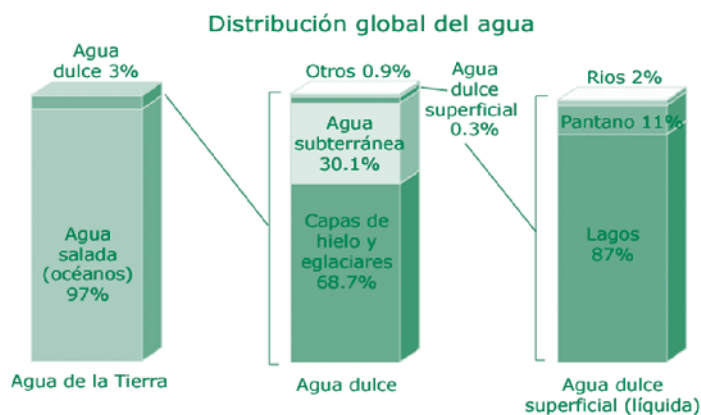 Distribución global del agua
Agua
dulce 3%
Agua
salada
(océanos)
97%
Agua de la Tierra
Otros 0.9%
Agua
subterránea
30.1%
Capas de
hielo y
eglaciares
68.7%
Agua dulce
Agua
dulce
superficial
0.3%
Rios 2%
Pantano 11%
Lagos
87%
Agua dulce
superficial (líquida)